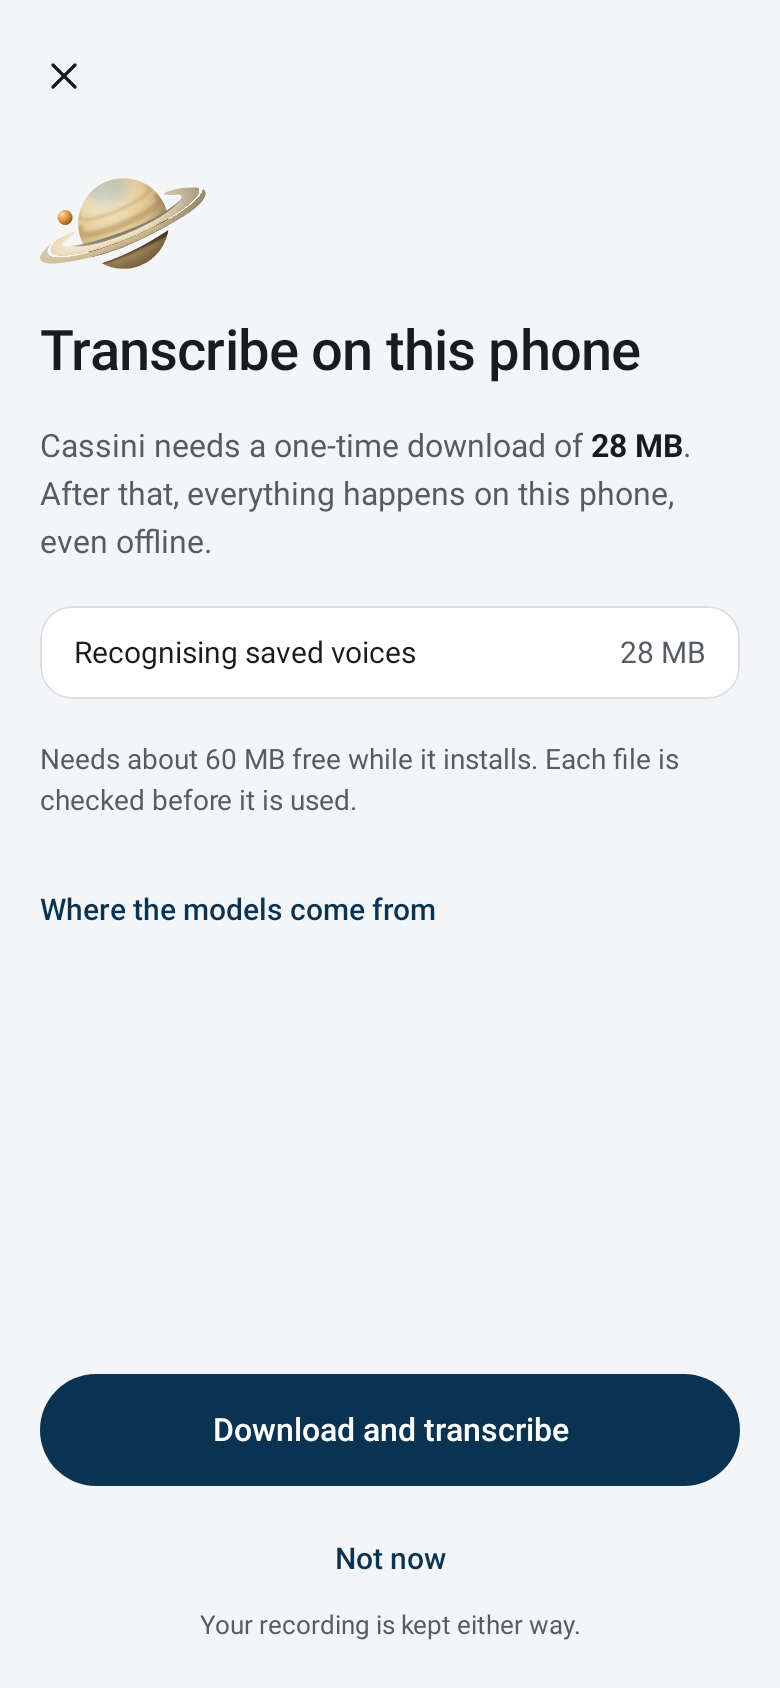 Transcribe on this phone
Cassini needs a one-time download of 28 MB.
After that, everything happens on this phone,
even offline.
Recognising saved voices 28 MB
Needs about 60 MB free while it installs. Each file is
checked before it is used.
Where the models come from
Download and transcribe
Not now
Your recording is kept either way.